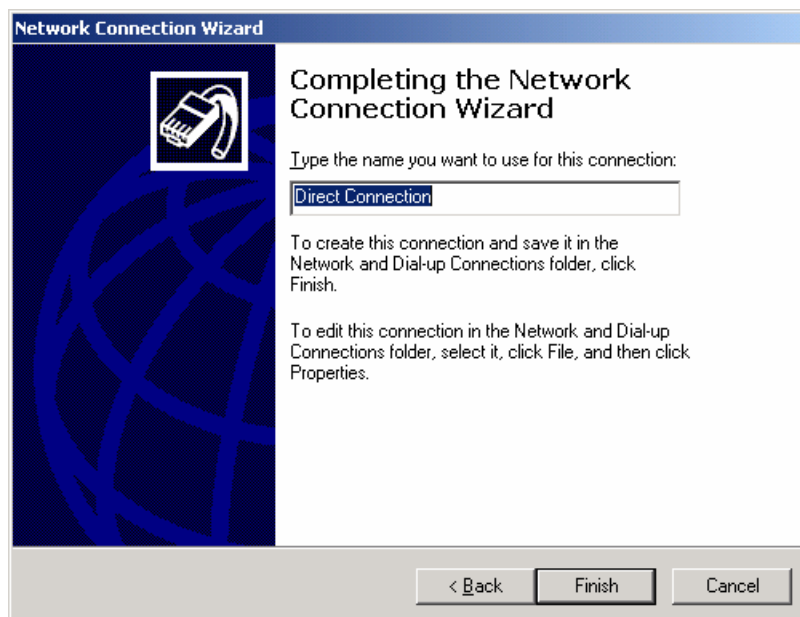 Network Connection Wizard
Completing the Network
Connection Wizard
Type the name you want to use for this connection:
Direct Connection
To create this connection and save it in the
Network and Dial-up Connections folder, click
Finish.
To edit this connection in the Network and Dial-up
Connections folder, select it, click File, and then click
Properties.
< Back
Finish
Cancel